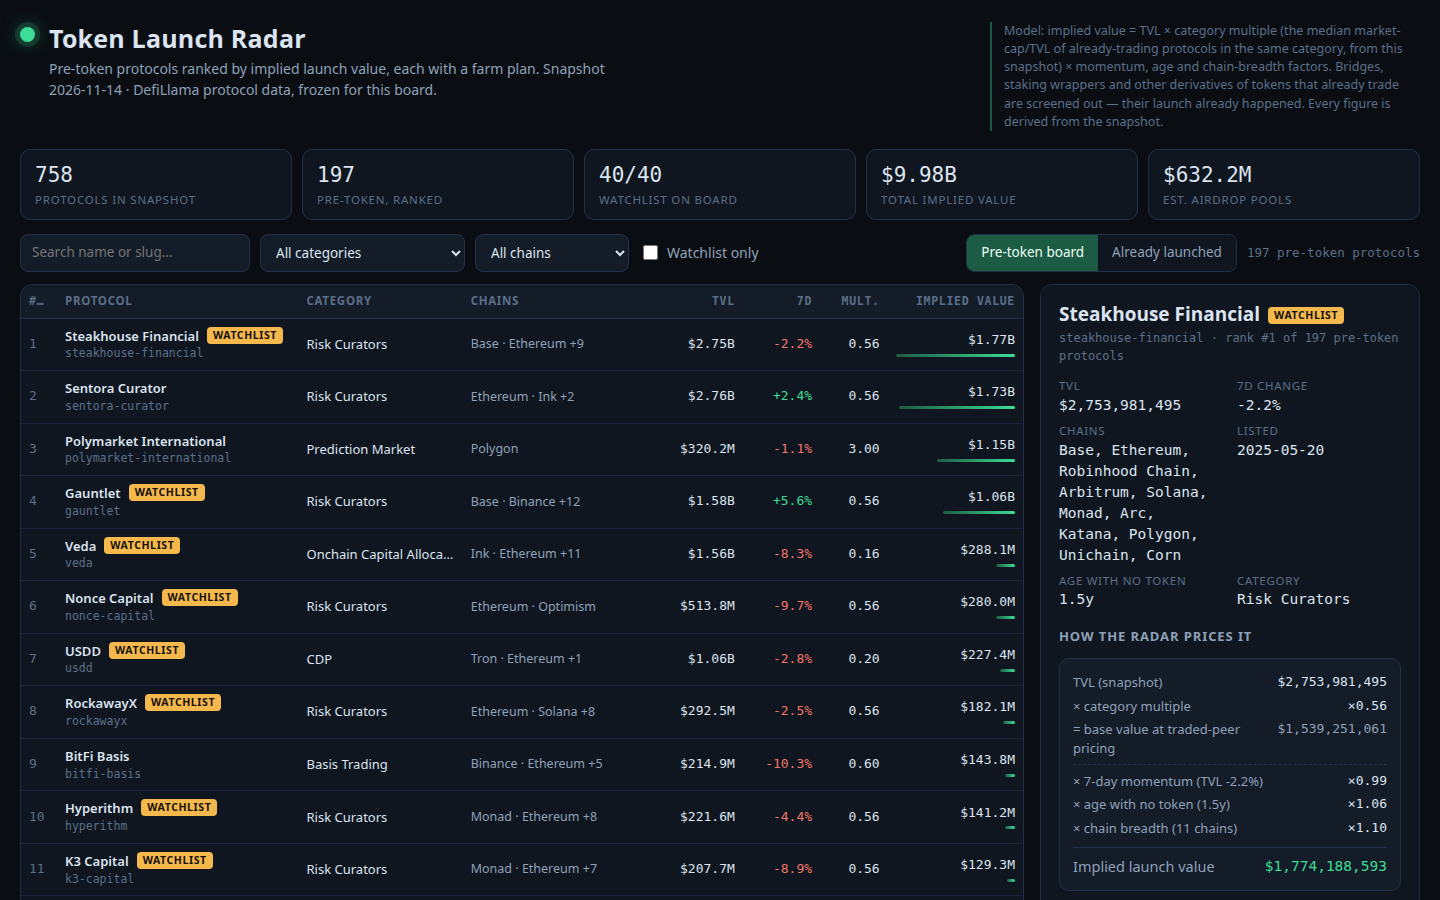 Token Launch Radar
Pre-token protocols ranked by implied launch value, each with a farm plan. Snapshot
2026-11-14 · DefiLlama protocol data, frozen for this board.
Model: implied value = TVL × category multiple (the median market-
cap/TVL of already-trading protocols in the same category, from this
snapshot) × momentum, age and chain-breadth factors. Bridges,
staking wrappers and other derivatives of tokens that already trade
are screened out — their launch already happened. Every figure is
derived from the snapshot.
758
PROTOCOLS IN SNAPSHOT
197
PRE-TOKEN, RANKED
40/40
WATCHLIST ON BOARD
$9.98B
TOTAL IMPLIED VALUE
$632.2M
EST. AIRDROP POOLS
Search name or slug... All categories All chains Watchlist only Pre-token board Already launched 197 pre-token protocols
#… PROTOCOL CATEGORY CHAINS TVL 7D MULT. IMPLIED VALUE
1 Steakhouse Financial WATCHLIST Risk Curators Base · Ethereum +9 $2.75B -2.2% 0.56 $1.77B
steakhouse-financial
2 Sentora Curator Risk Curators Ethereum · Ink +2 $2.76B +2.4% 0.56 $1.73B
sentora-curator
3 Polymarket International Prediction Market Polygon $320.2M -1.1% 3.00 $1.15B
polymarket-international
4 Gauntlet WATCHLIST Risk Curators Base · Binance +12 $1.58B +5.6% 0.56 $1.06B
gauntlet
5 Veda WATCHLIST Onchain Capital Alloca... Ink · Ethereum +11 $1.56B -8.3% 0.16 $288.1M
veda
6 Nonce Capital WATCHLIST Risk Curators Ethereum · Optimism $513.8M -9.7% 0.56 $280.0M
nonce-capital
7 USDD WATCHLIST CDP Tron · Ethereum +1 $1.06B -2.8% 0.20 $227.4M
usdd
8 RockawayX WATCHLIST Risk Curators Ethereum · Solana +8 $292.5M -2.5% 0.56 $182.1M
rockawayx
9 BitFi Basis Basis Trading Binance · Ethereum +5 $214.9M -10.3% 0.60 $143.8M
bitfi-basis
10 Hyperithm WATCHLIST Risk Curators Monad · Ethereum +8 $221.6M -4.4% 0.56 $141.2M
hyperithm
11 K3 Capital WATCHLIST Risk Curators Monad · Ethereum +7 $207.7M -8.9% 0.56 $129.3M
k3-capital
Steakhouse Financial WATCHLIST
steakhouse-financial · rank #1 of 197 pre-token
protocols
TVL 7D CHANGE
$2,753,981,495 -2.2%
CHAINS LISTED
Base, Ethereum, 2025-05-20
Robinhood Chain,
Arbitrum, Solana,
Monad, Arc,
Katana, Polygon,
Unichain, Corn
AGE WITH NO TOKEN CATEGORY
1.5y Risk Curators
HOW THE RADAR PRICES IT
TVL (snapshot) $2,753,981,495
× category multiple ×0.56
= base value at traded-peer $1,539,251,061
pricing
× 7-day momentum (TVL -2.2%) ×0.99
× age with no token (1.5y) ×1.06
× chain breadth (11 chains) ×1.10
Implied launch value $1,774,188,593